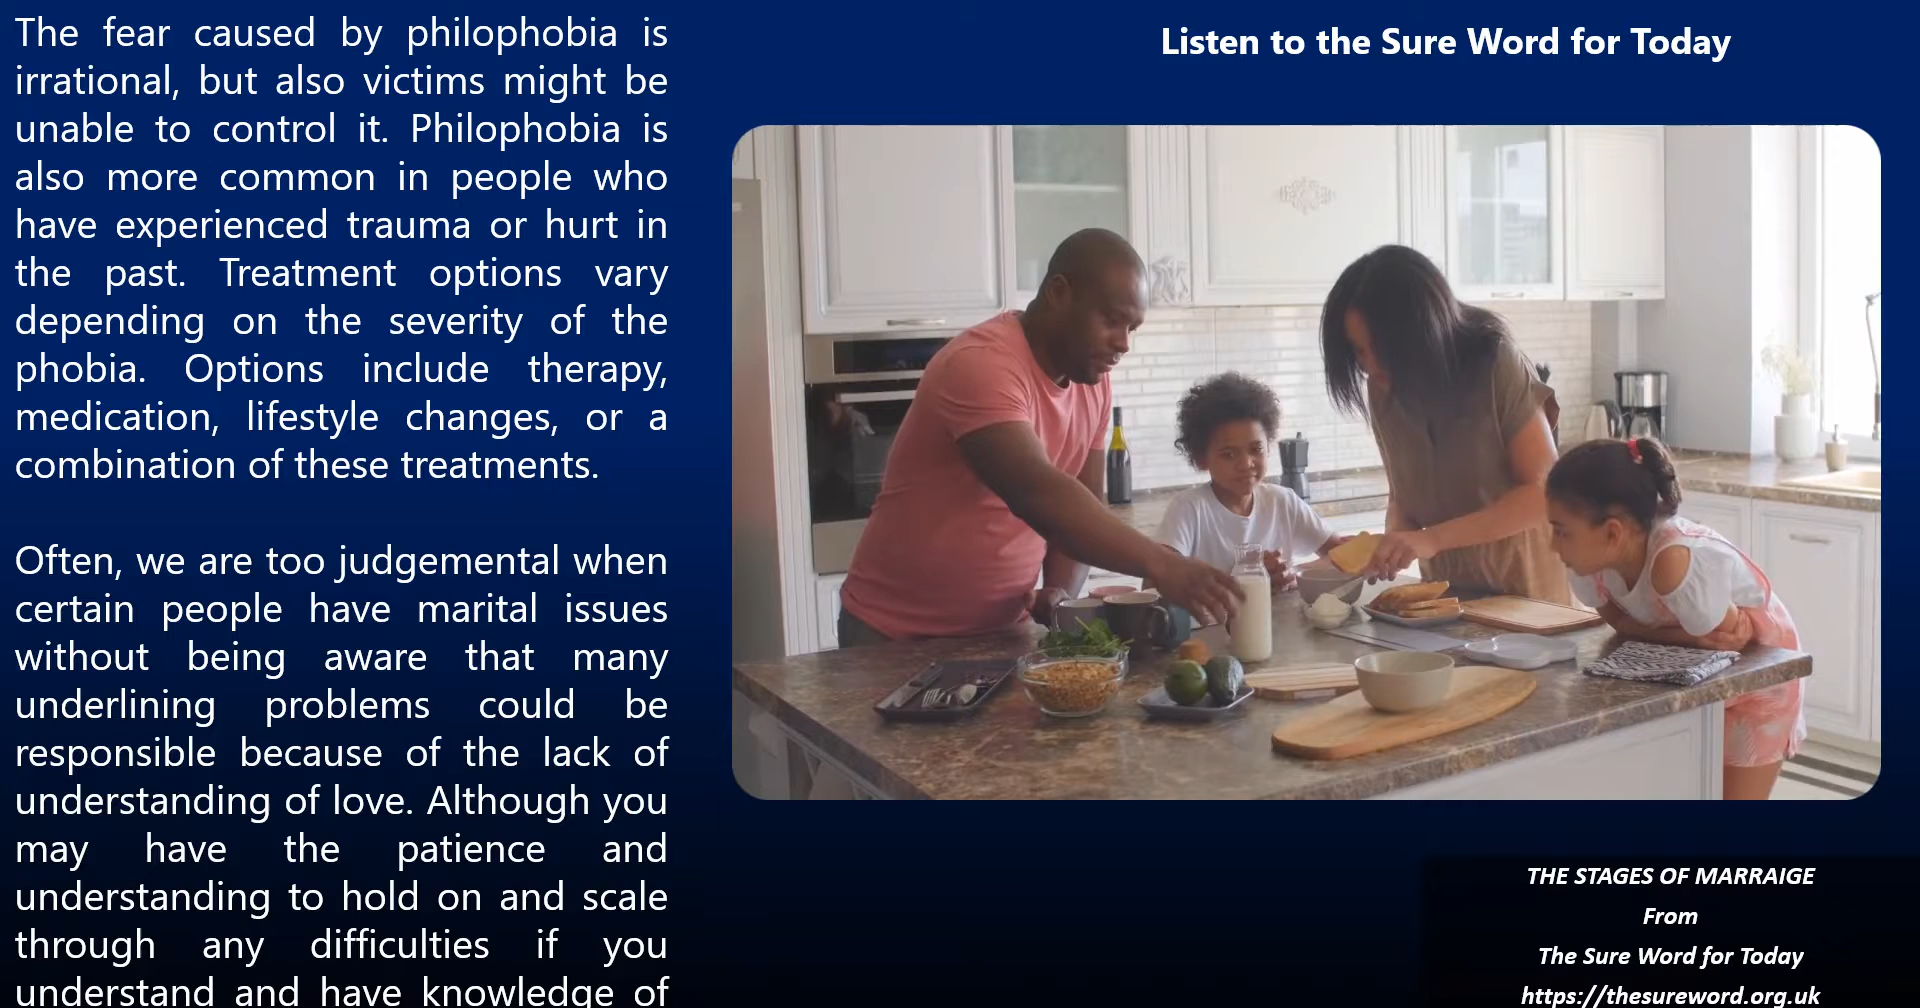 The fear caused by philophobia is
irrational, but also victims might be
unable to control it. Philophobia is
also more common in people who
have experienced trauma or hurt in
the past. Treatment options vary
depending on the severity of the
phobia. Options include therapy,
medication, lifestyle changes, or a
combination of these treatments.
Often, we are too judgemental when
certain people have marital issues
without being aware that many
underlining problems could be
responsible because of the lack of
understanding of love. Although you
may have the patience and
understanding to hold on and scale
through any difficulties if you
understand and have knowledge of
Listen to the Sure Word for Today
THE STAGES OF MARRAIGE
From
The Sure Word for Today
https://thesureword.org.uk